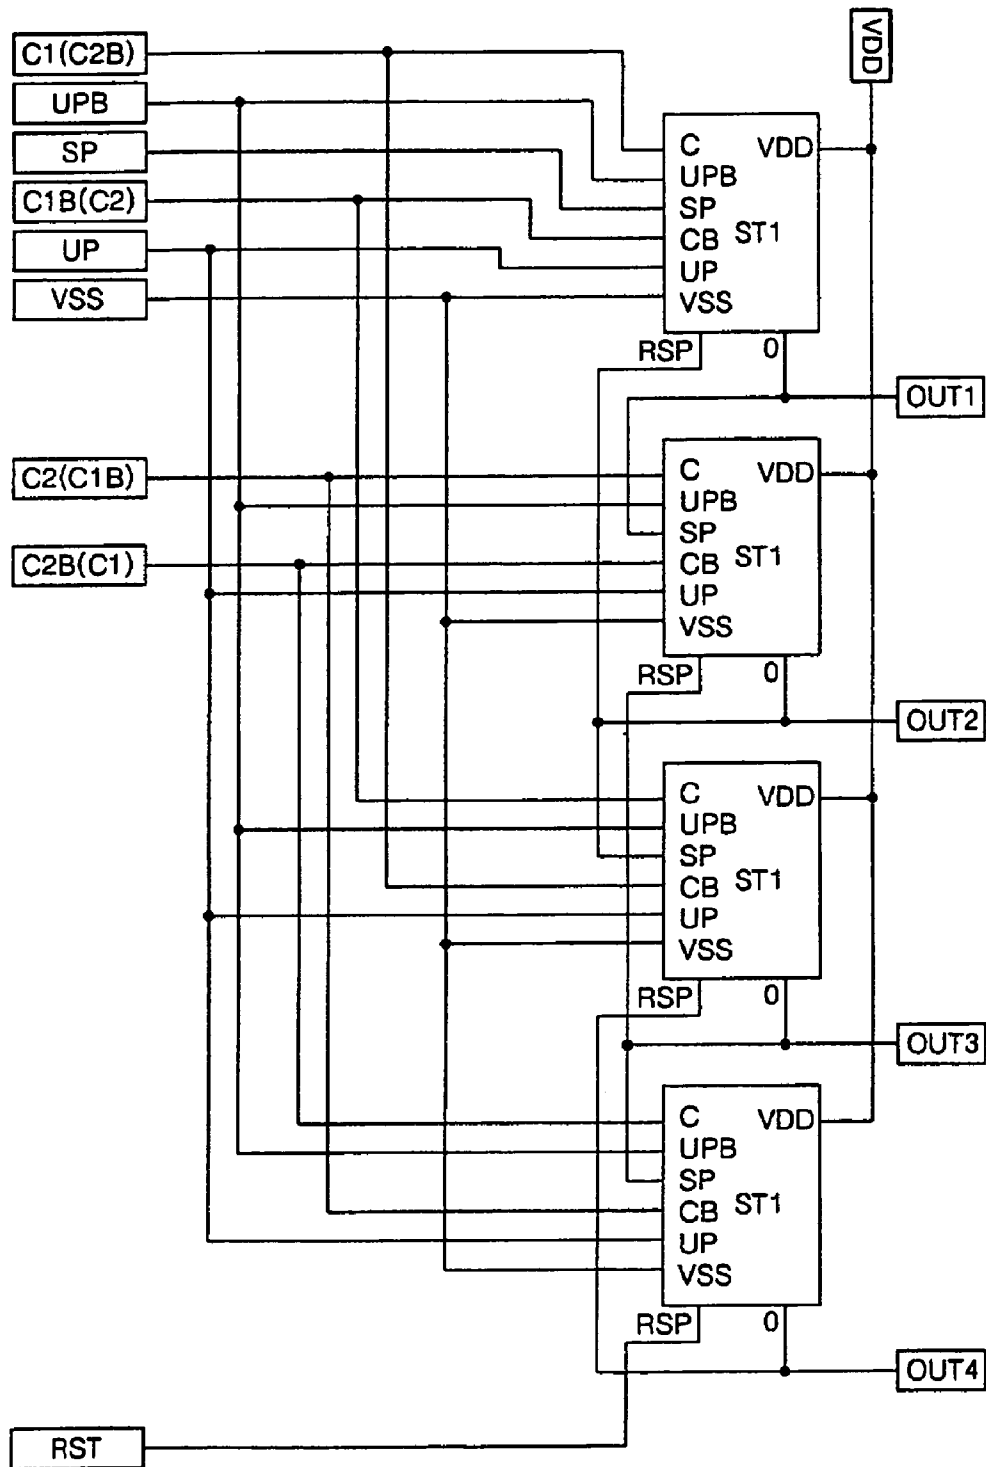 C1(C2B)
UPB
SP
C1B(C2)
UP
VSS
VDD
C VDD
UPB
SP
ST1
CB
UP
VSS
RSP 0
OUT1
C2(C1B)
C2B(C1)
C VDD
UPB
SP
ST1
CB
UP
VSS
RSP 0
OUT2
C VDD
UPB
SP
ST1
CB
UP
VSS
RSP 0
OUT3
C VDD
UPB
SP
ST1
CB
UP
VSS
RSP 0
OUT4
RST